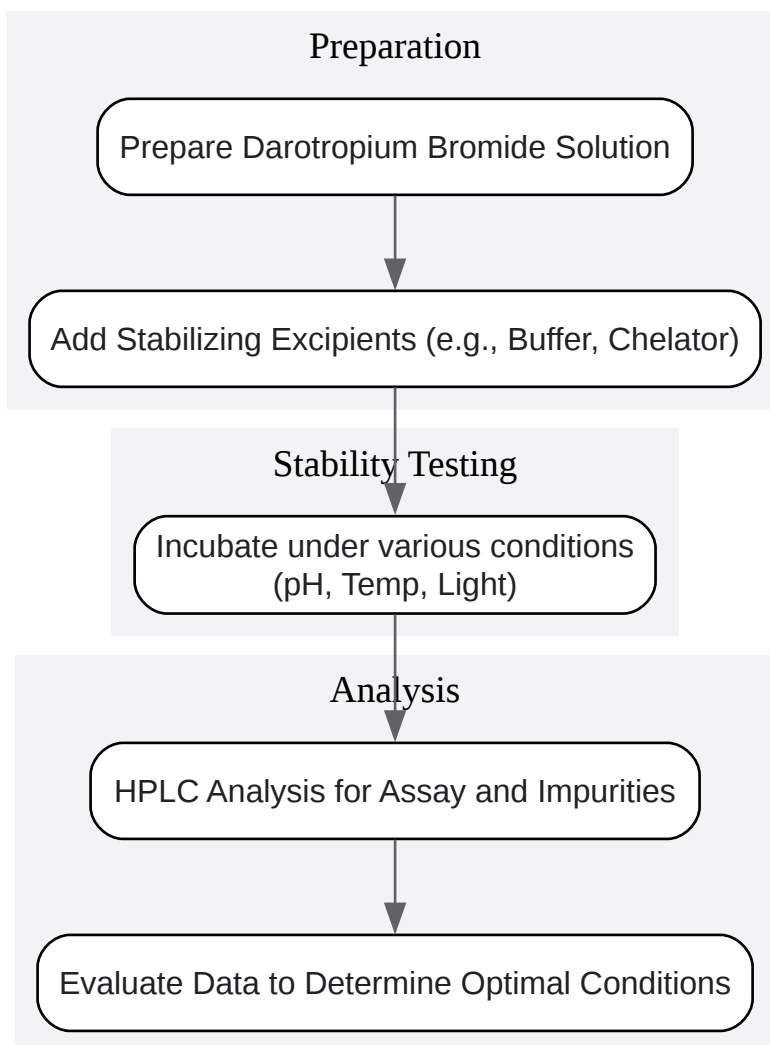 Preparation
Prepare Darotropium Bromide Solution
Add Stabilizing Excipients (e.g., Buffer, Chelator)
Stability Testing
Incubate under various conditions
(pH, Temp, Light)
Analysis
HPLC Analysis for Assay and Impurities
Evaluate Data to Determine Optimal Conditions